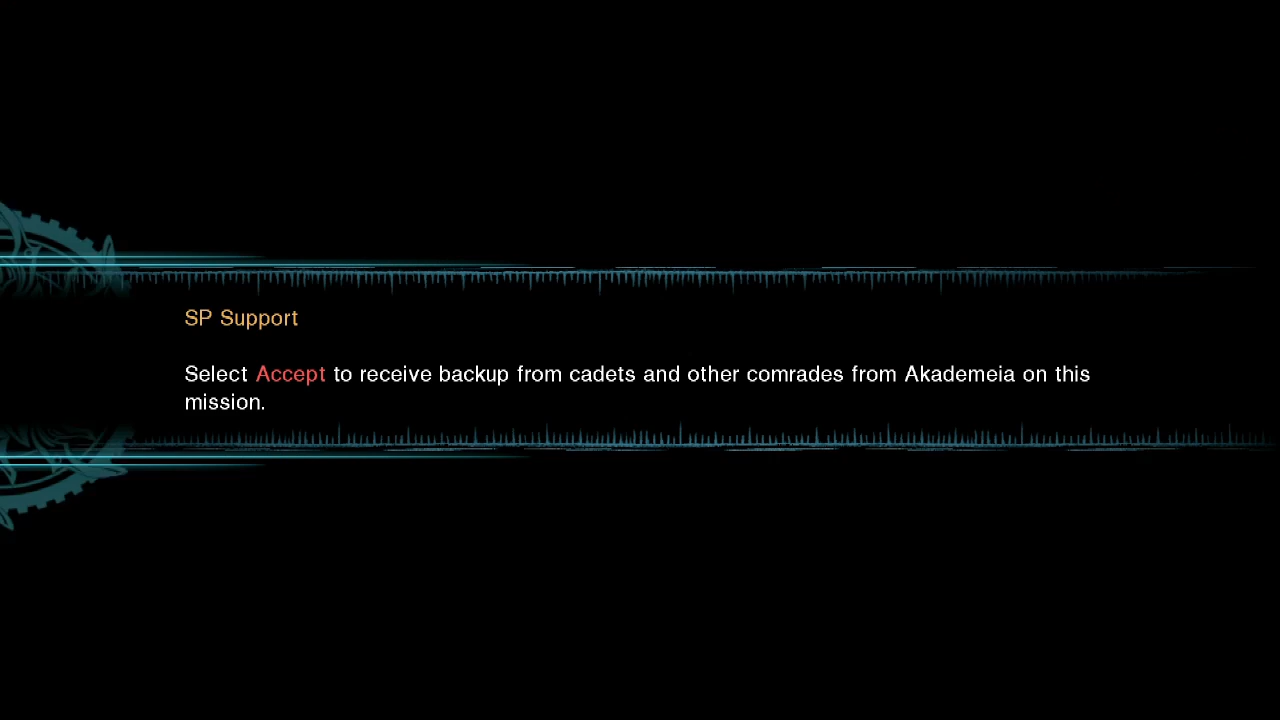 SP Support
Select Accept to receive backup from cadets and other comrades from Akademeia on this
mission.